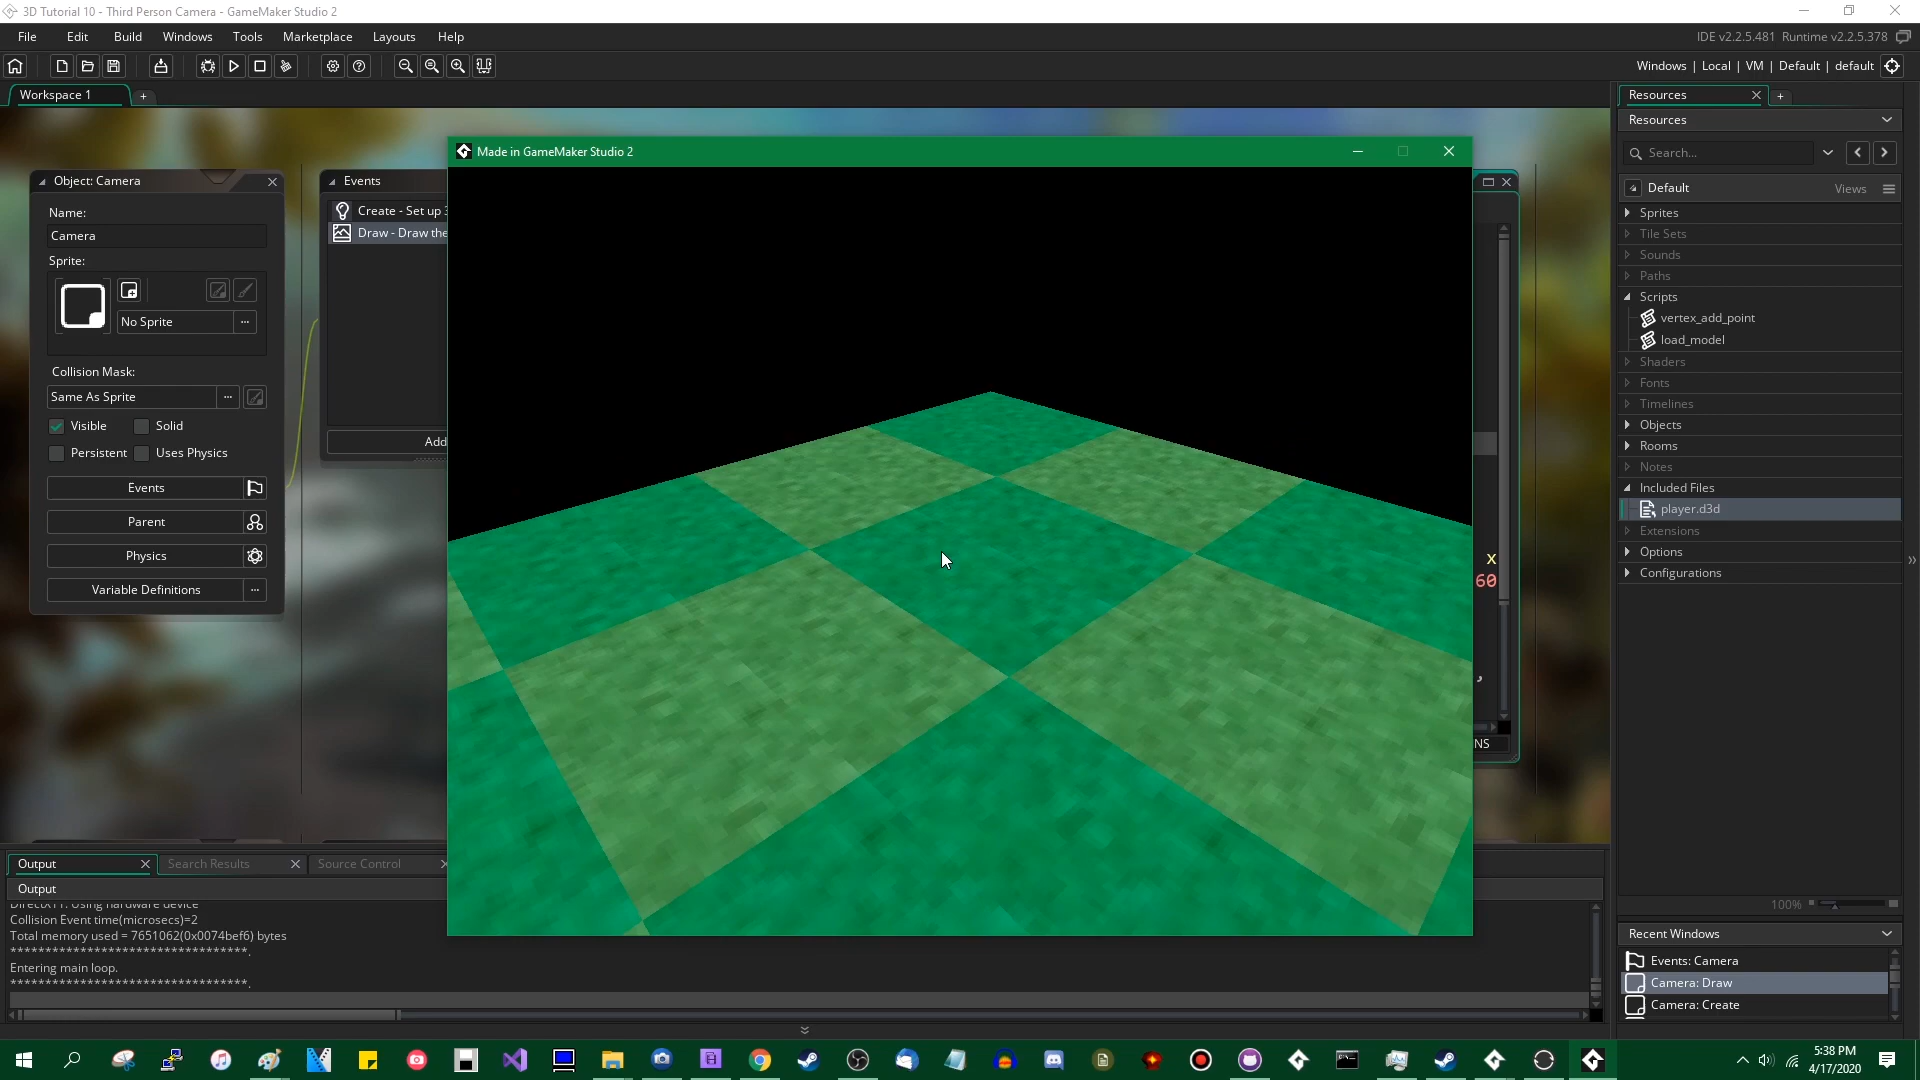 3D Tutorial 10 - Third Person Camera - GameMaker Studio 2
File Edit Build Windows Tools Marketplace Layouts Help
IDE v2.2.5.481 Runtime v2.2.5.378
Windows | Local | VM | Default | default
Workspace 1
+
Resources
+
Made in GameMaker Studio 2
Object: Camera
Name:
Camera
Sprite:
No Sprite
...
Collision Mask:
Same As Sprite
...
Visible
Solid
Persistent
Uses Physics
Events
Parent
Physics
Variable Definitions
...
Events
Create - Set up
Draw - Draw the
Add
x
60
,
NS
Resources
Search...
Default
Views
Sprites
Tile Sets
Sounds
Paths
Scripts
vertex_add_point
load_model
Shaders
Fonts
Timelines
Objects
Rooms
Notes
Included Files
player.d3d
Extensions
Options
Configurations
100%
Recent Windows
Events: Camera
Camera: Draw
Camera: Create
Output
Search Results
Source Control
Output
DirectX11: Using hardware device
Collision Event time(microsecs)=2
Total memory used = 7651062(0x0074bef6) bytes
*********************************.
Entering main loop.
*********************************.
5:38 PM
4/17/2020